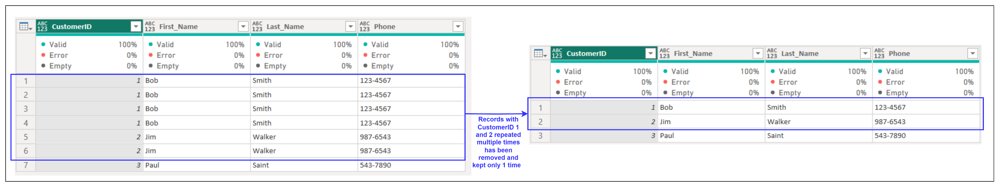 ABC 123 CustomerID ABC 123 First_Name ABC 123 Last_Name ABC 123 Phone
Valid 100% Valid 100% Valid 100% Valid 100%
Error 0% Error 0% Error 0% Error 0%
Empty 0% Empty 0% Empty 0% Empty 0%
1 1 Bob Smith 123-4567
2 1 Bob Smith 123-4567
3 1 Bob Smith 123-4567
4 1 Bob Smith 123-4567
5 2 Jim Walker 987-6543
6 2 Jim Walker 987-6543
7 3 Paul Saint 543-7890
Records with
CustomerID 1
and 2 repeated
multiple times
has been
removed and
kept only 1 time
ABC 123 CustomerID ABC 123 First_Name ABC 123 Last_Name ABC 123 Phone
Valid 100% Valid 100% Valid 100% Valid 100%
Error 0% Error 0% Error 0% Error 0%
Empty 0% Empty 0% Empty 0% Empty 0%
1 1 Bob Smith 123-4567
2 2 Jim Walker 987-6543
3 3 Paul Saint 543-7890